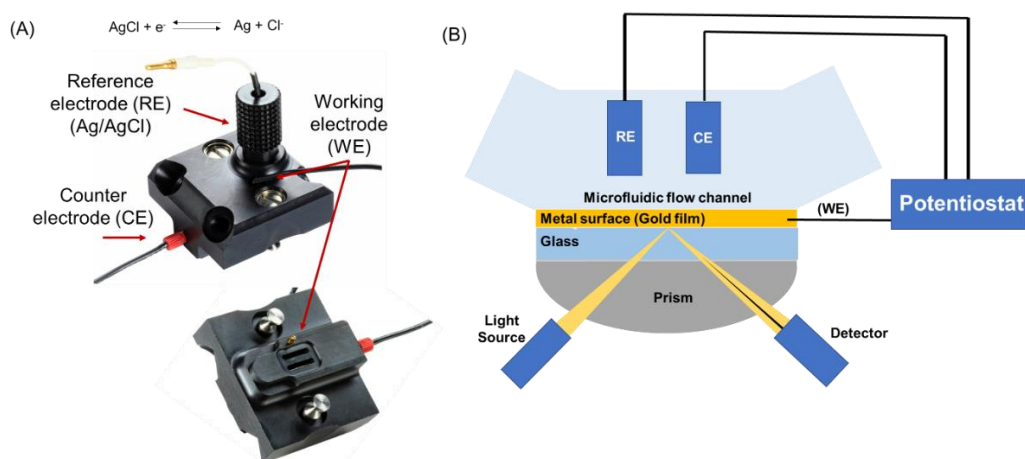 (A)
AgCl + e⁻ ⇌ Ag + Cl⁻
Reference
electrode (RE)
(Ag/AgCl)
Working
electrode
(WE)
Counter
electrode (CE)
(B)
RE
CE
Microfluidic flow channel
Metal surface (Gold film)
(WE)
Potentiostat
Glass
Prism
Light
Source
Detector